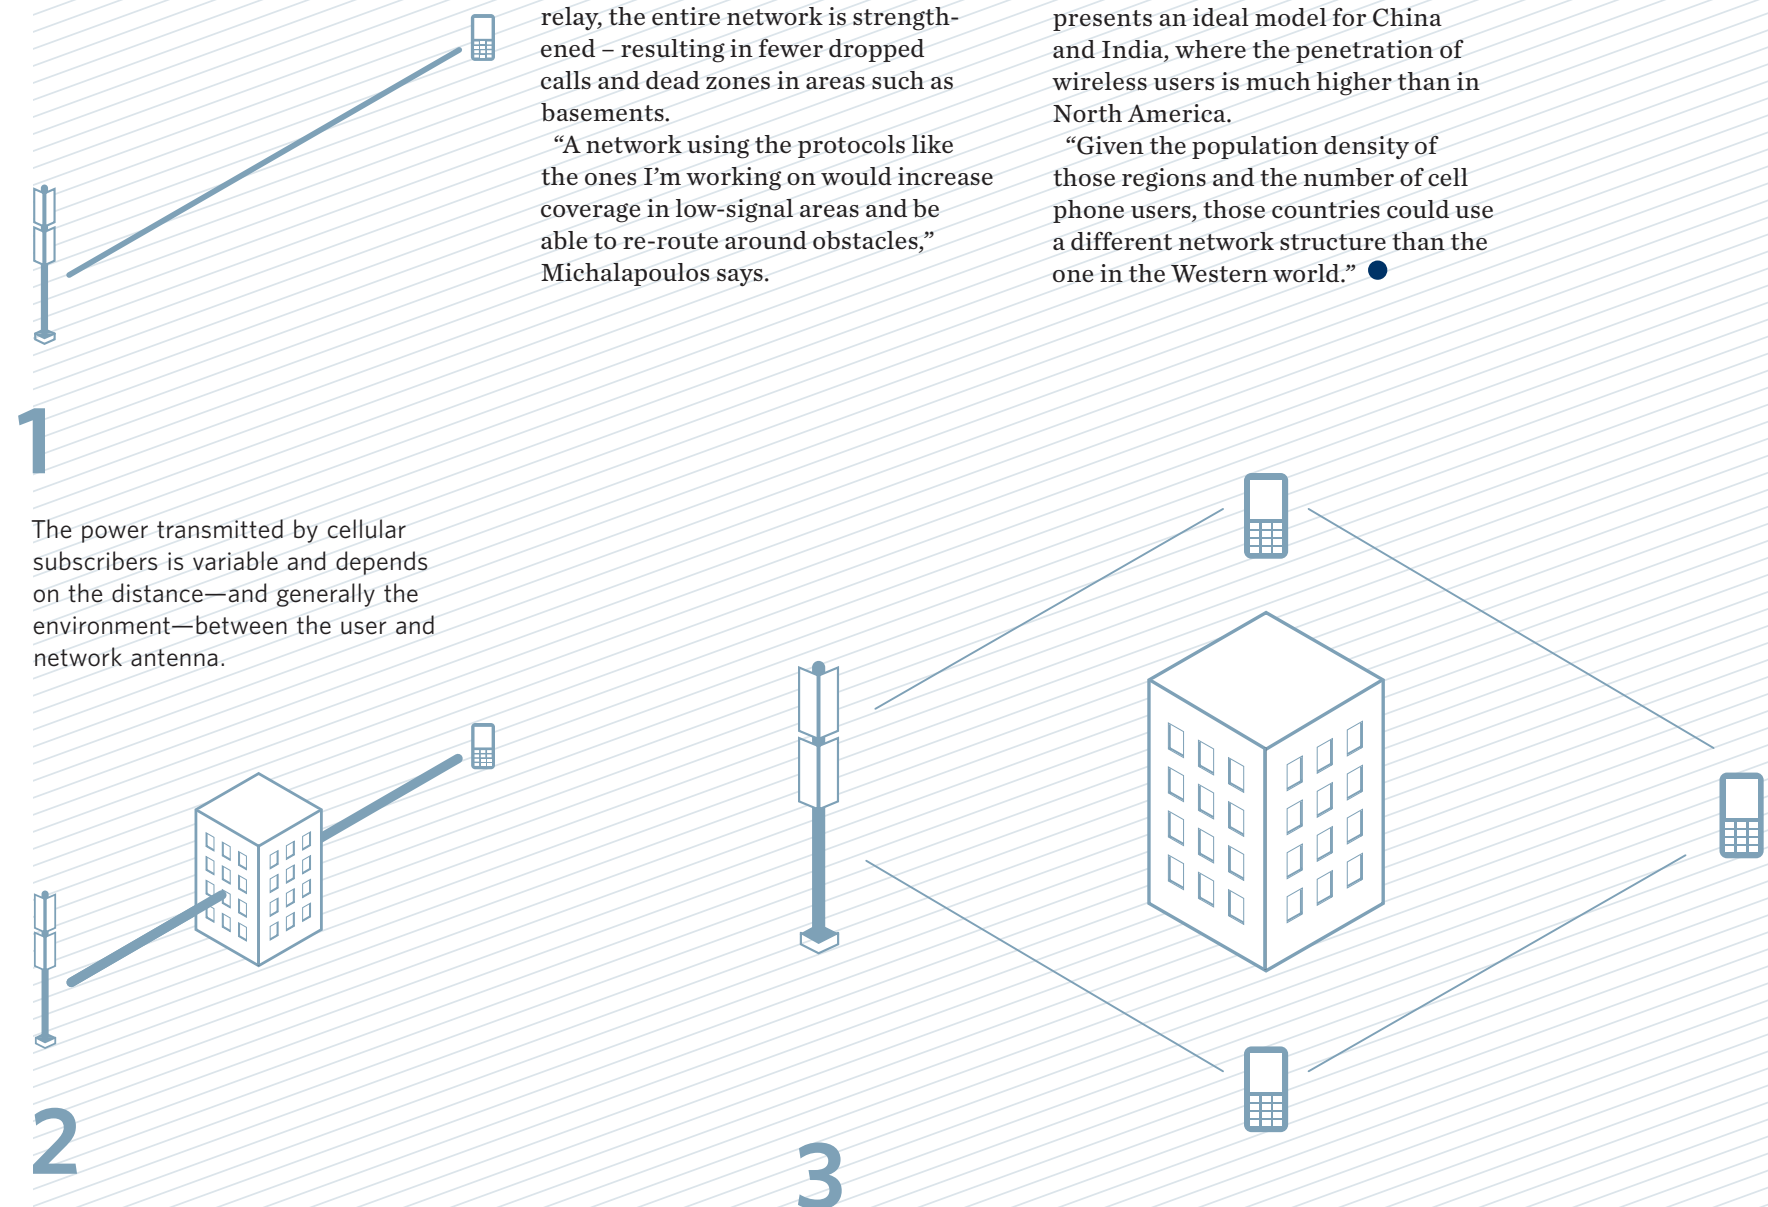 relay, the entire network is strength-
ened – resulting in fewer dropped
calls and dead zones in areas such as
basements.
“A network using the protocols like
the ones I’m working on would increase
coverage in low-signal areas and be
able to re-route around obstacles,”
Michalapoulos says.
presents an ideal model for China
and India, where the penetration of
wireless users is much higher than in
North America.
“Given the population density of
those regions and the number of cell
phone users, those countries could use
a different network structure than the
one in the Western world.”
1
The power transmitted by cellular
subscribers is variable and depends
on the distance—and generally the
environment—between the user and
network antenna.
2
3